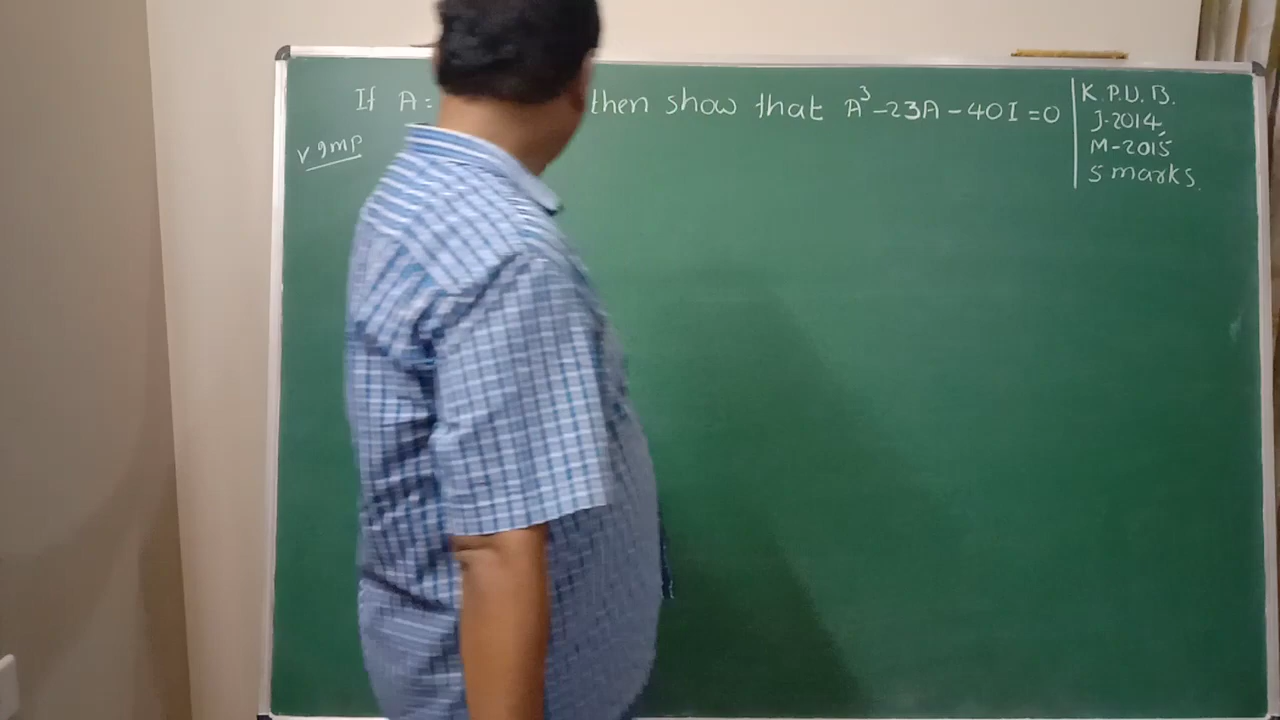 If A = then show that A³ - 23A - 40I = 0
v Imp
K.P.U.B.
J-2014,
M-2015
5 marks.